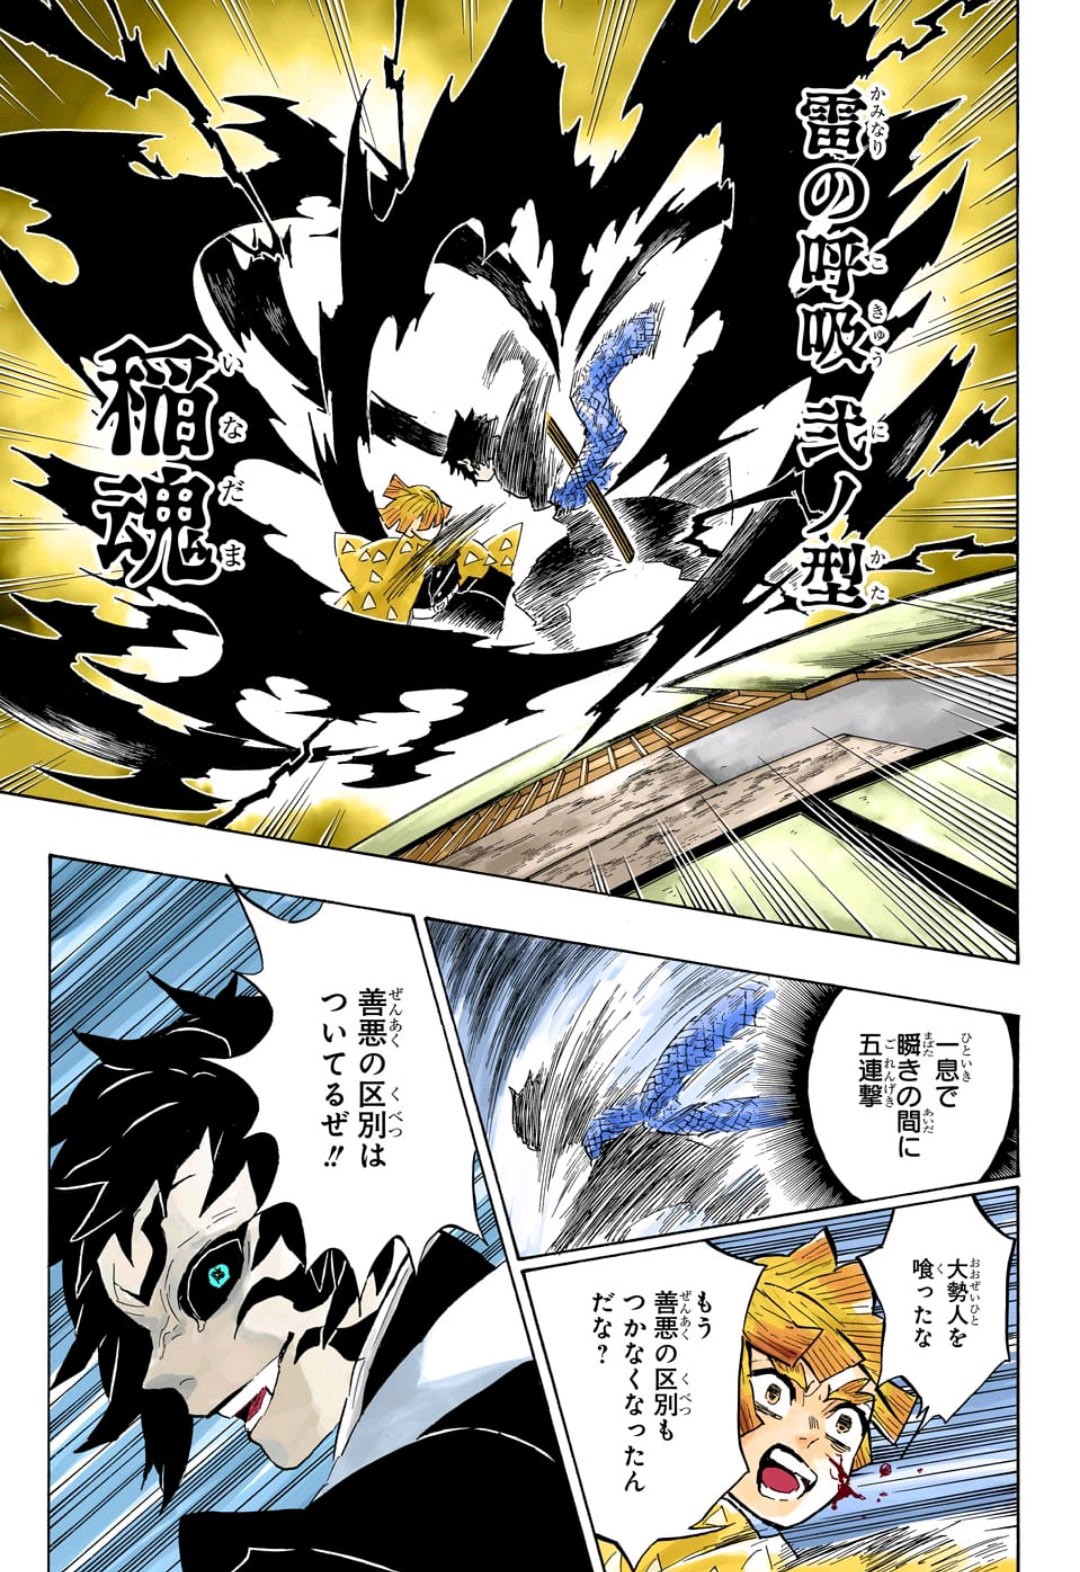 雷の呼吸 弐ノ型
稲魂
一息で
瞬きの間に
五連撃
大勢人を
喰ったな
もう
善悪の区別も
つかなくなったん
だな?
善悪の区別は
ついてるぜ!!